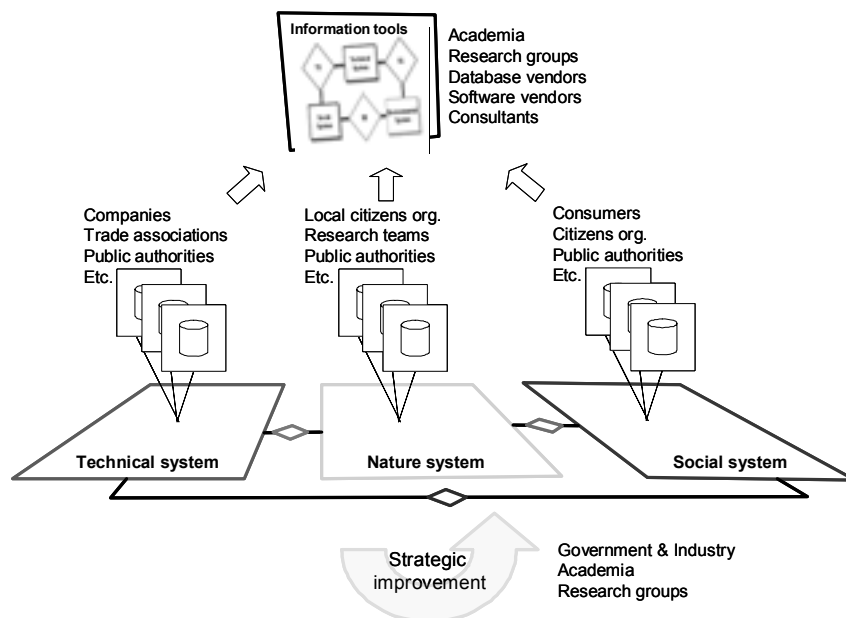 Information tools
Academia
Research groups
Database vendors
Software vendors
Consultants
Companies
Trade associations
Public authorities
Etc.
Local citizens org.
Research teams
Public authorities
Etc.
Consumers
Citizens org.
Public authorities
Etc.
Technical system
Nature system
Social system
Strategic
improvement
Government & Industry
Academia
Research groups